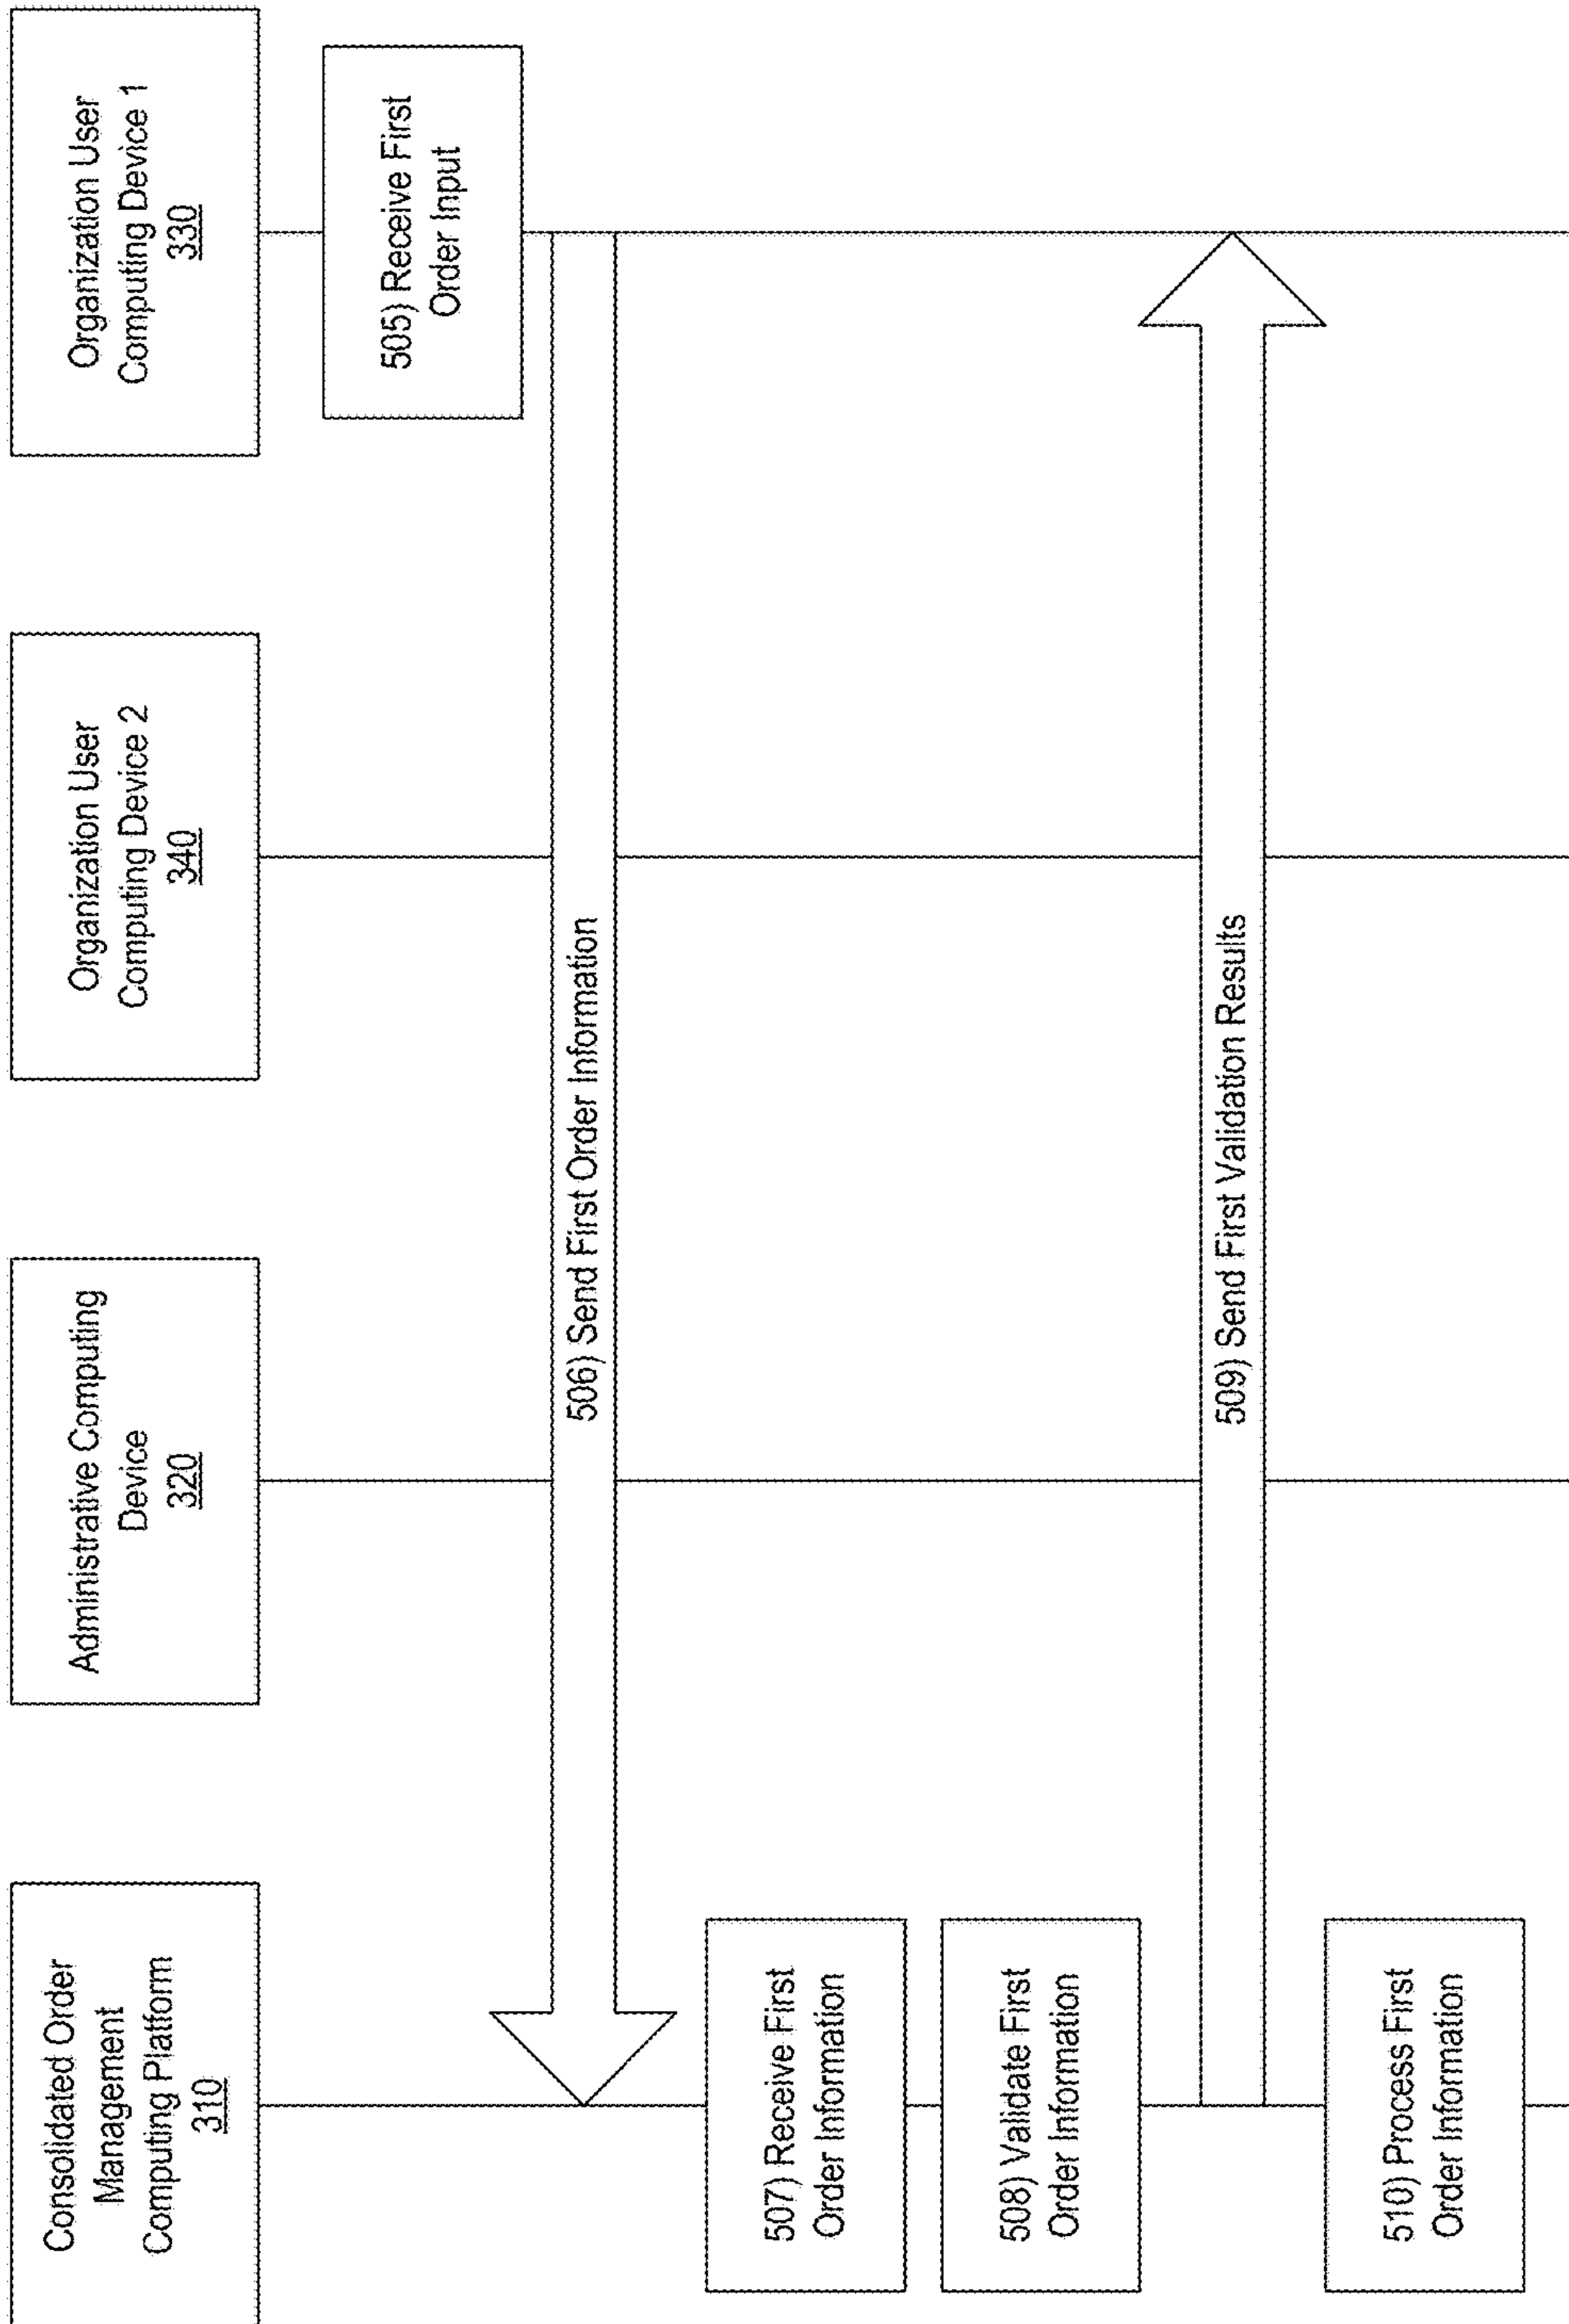 Consolidated Order
Management
Computing Platform
310
Administrative Computing
Device
320
Organization User
Computing Device 2
340
Organization User
Computing Device 1
330
505) Receive First
Order Input
506) Send First Order Information
507) Receive First
Order Information
508) Validate First
Order Information
509) Send First Validation Results
510) Process First
Order Information